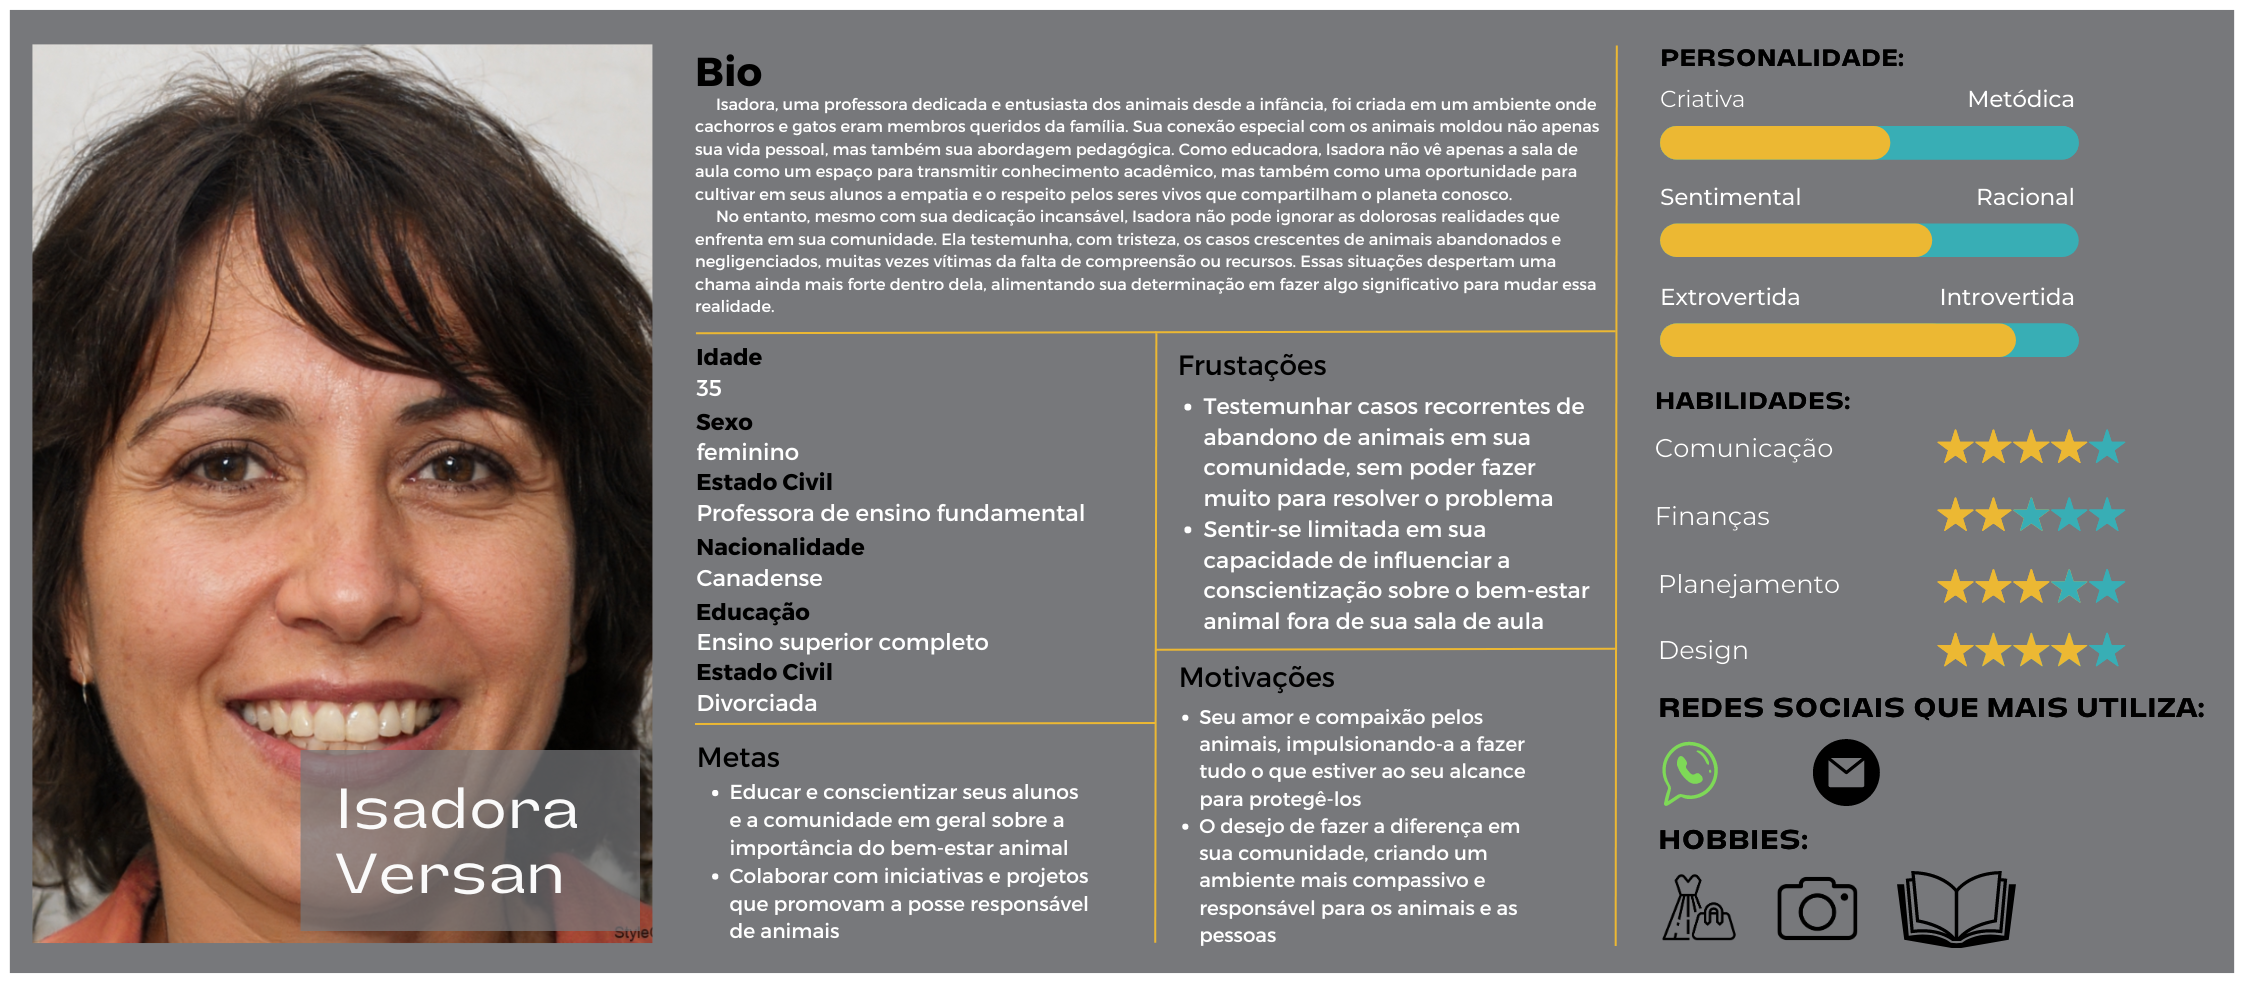 Bio
Isadora, uma professora dedicada e entusiasta dos animais desde a infância, foi criada em um ambiente onde
cachorros e gatos eram membros queridos da família. Sua conexão especial com os animais moldou não apenas
sua vida pessoal, mas também sua abordagem pedagógica. Como educadora, Isadora não vê apenas a sala de
aula como um espaço para transmitir conhecimento acadêmico, mas também como uma oportunidade para
cultivar em seus alunos a empatia e o respeito pelos seres vivos que compartilham o planeta conosco.
No entanto, mesmo com sua dedicação incansável, Isadora não pode ignorar as dolorosas realidades que
enfrenta em sua comunidade. Ela testemunha, com tristeza, os casos crescentes de animais abandonados e
negligenciados, muitas vezes vítimas da falta de compreensão ou recursos. Essas situações despertam uma
chama ainda mais forte dentro dela, alimentando sua determinação em fazer algo significativo para mudar essa
realidade.
Idade
35
Sexo
feminino
Estado Civil
Professora de ensino fundamental
Nacionalidade
Canadense
Educação
Ensino superior completo
Estado Civil
Divorciada
Metas
• Educar e conscientizar seus alunos
e a comunidade em geral sobre a
importância do bem-estar animal
• Colaborar com iniciativas e projetos
que promovam a posse responsável
de animais
Frustações
• Testemunhar casos recorrentes de
abandono de animais em sua
comunidade, sem poder fazer
muito para resolver o problema
• Sentir-se limitada em sua
capacidade de influenciar a
conscientização sobre o bem-estar
animal fora de sua sala de aula
Motivações
• Seu amor e compaixão pelos
animais, impulsionando-a a fazer
tudo o que estiver ao seu alcance
para protegê-los
• O desejo de fazer a diferença em
sua comunidade, criando um
ambiente mais compassivo e
responsável para os animais e as
pessoas
PERSONALIDADE:
Criativa Metódica
Sentimental Racional
Extrovertida Introvertida
HABILIDADES:
Comunicação
Finanças
Planejamento
Design
REDES SOCIAIS QUE MAIS UTILIZA:
HOBBIES:
Isadora
Versan